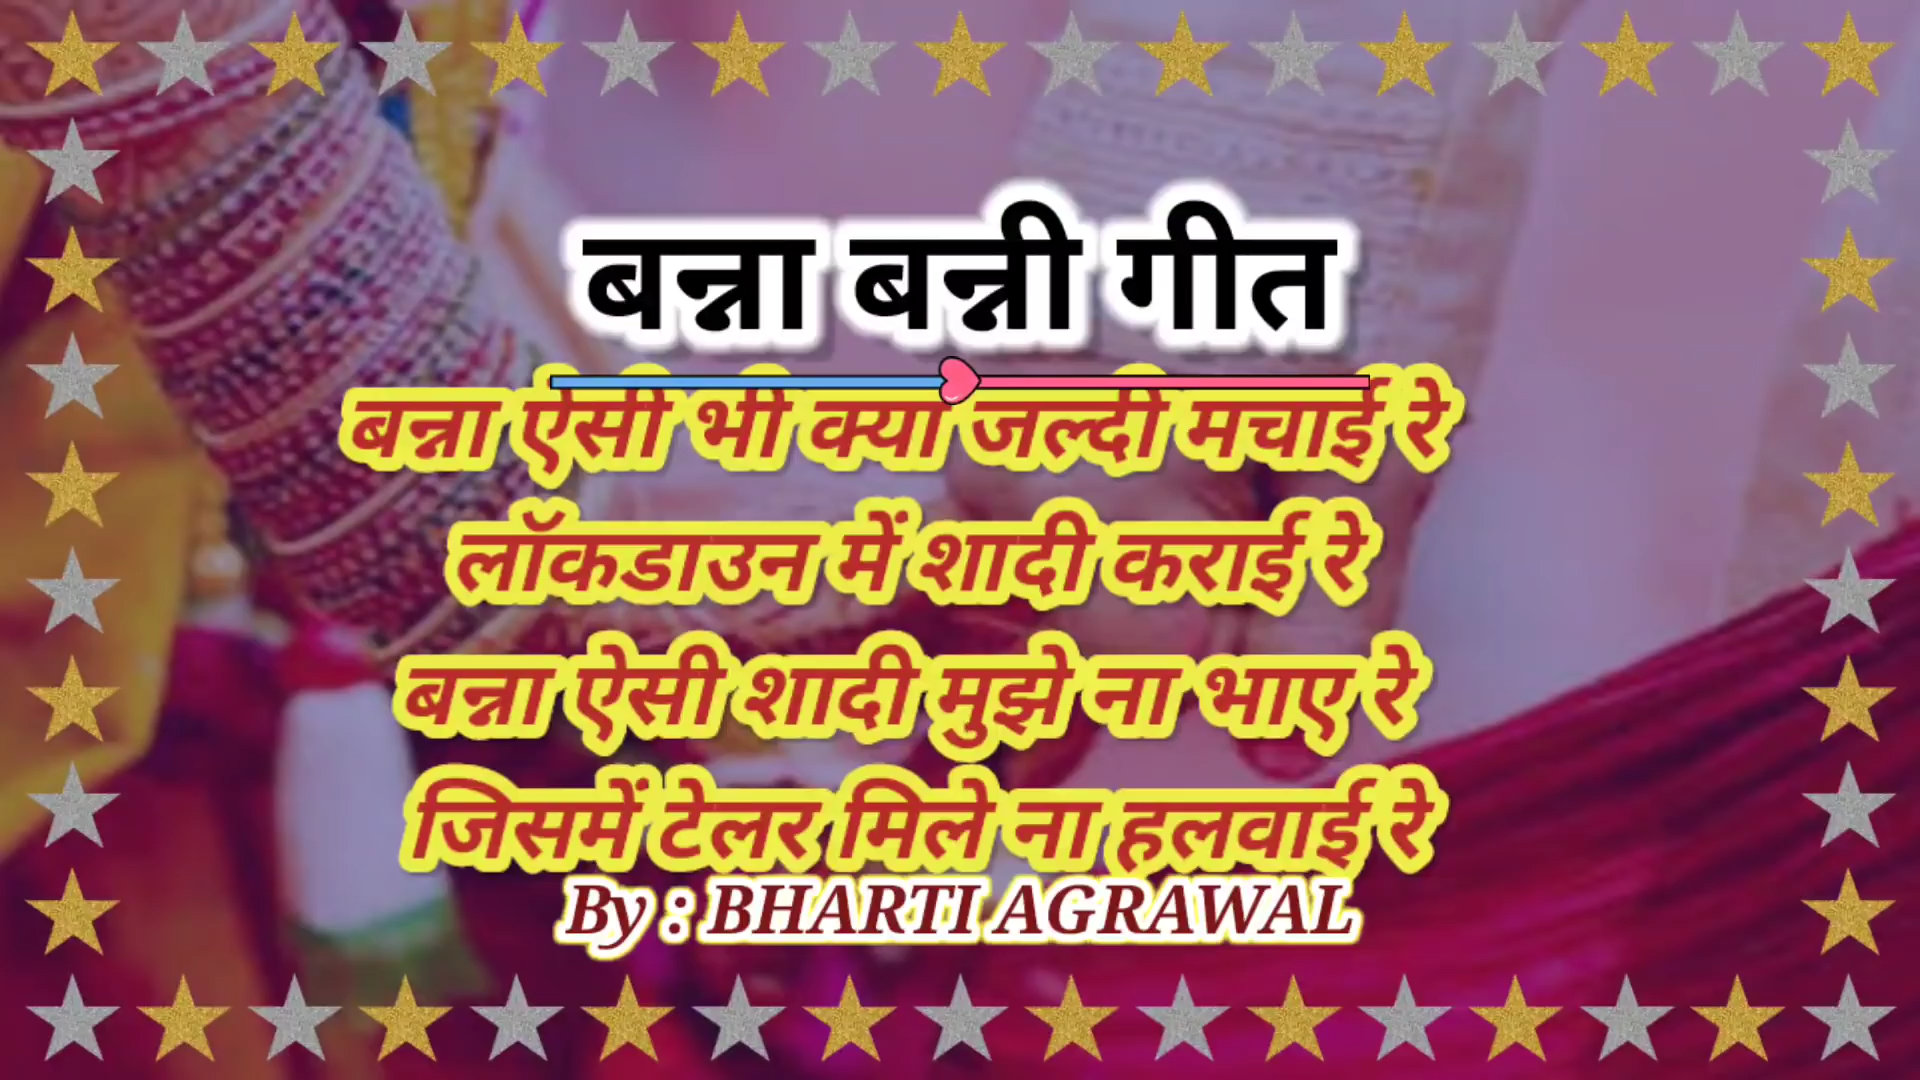 बन्ना बन्नी गीत
बन्ना ऐसी भी क्या जल्दी मचाई रे
लॉकडाउन में शादी कराई रे
बन्ना ऐसी शादी मुझे ना भाए रे
जिसमें टेलर मिले ना हलवाई रे
By : BHARTI AGRAWAL